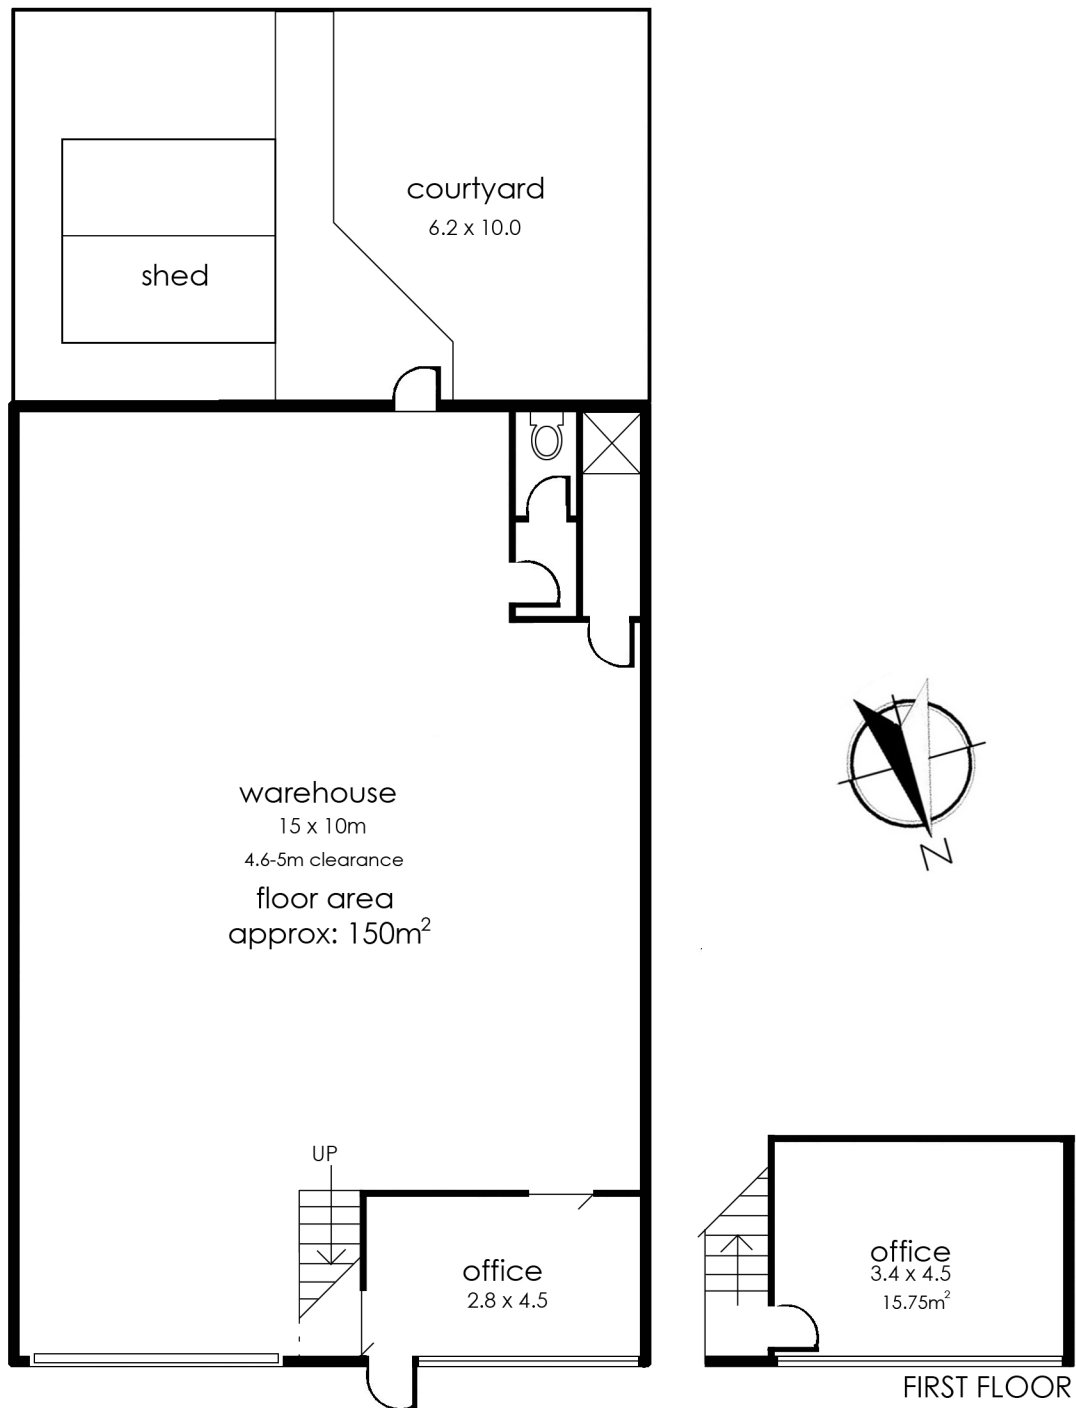 courtyard
6.2 x 10.0
shed
warehouse
15 x 10m
4.6-5m clearance
floor area
approx: 150m²
N
UP
office
2.8 x 4.5
office
3.4 x 4.5
15.75m²
FIRST FLOOR